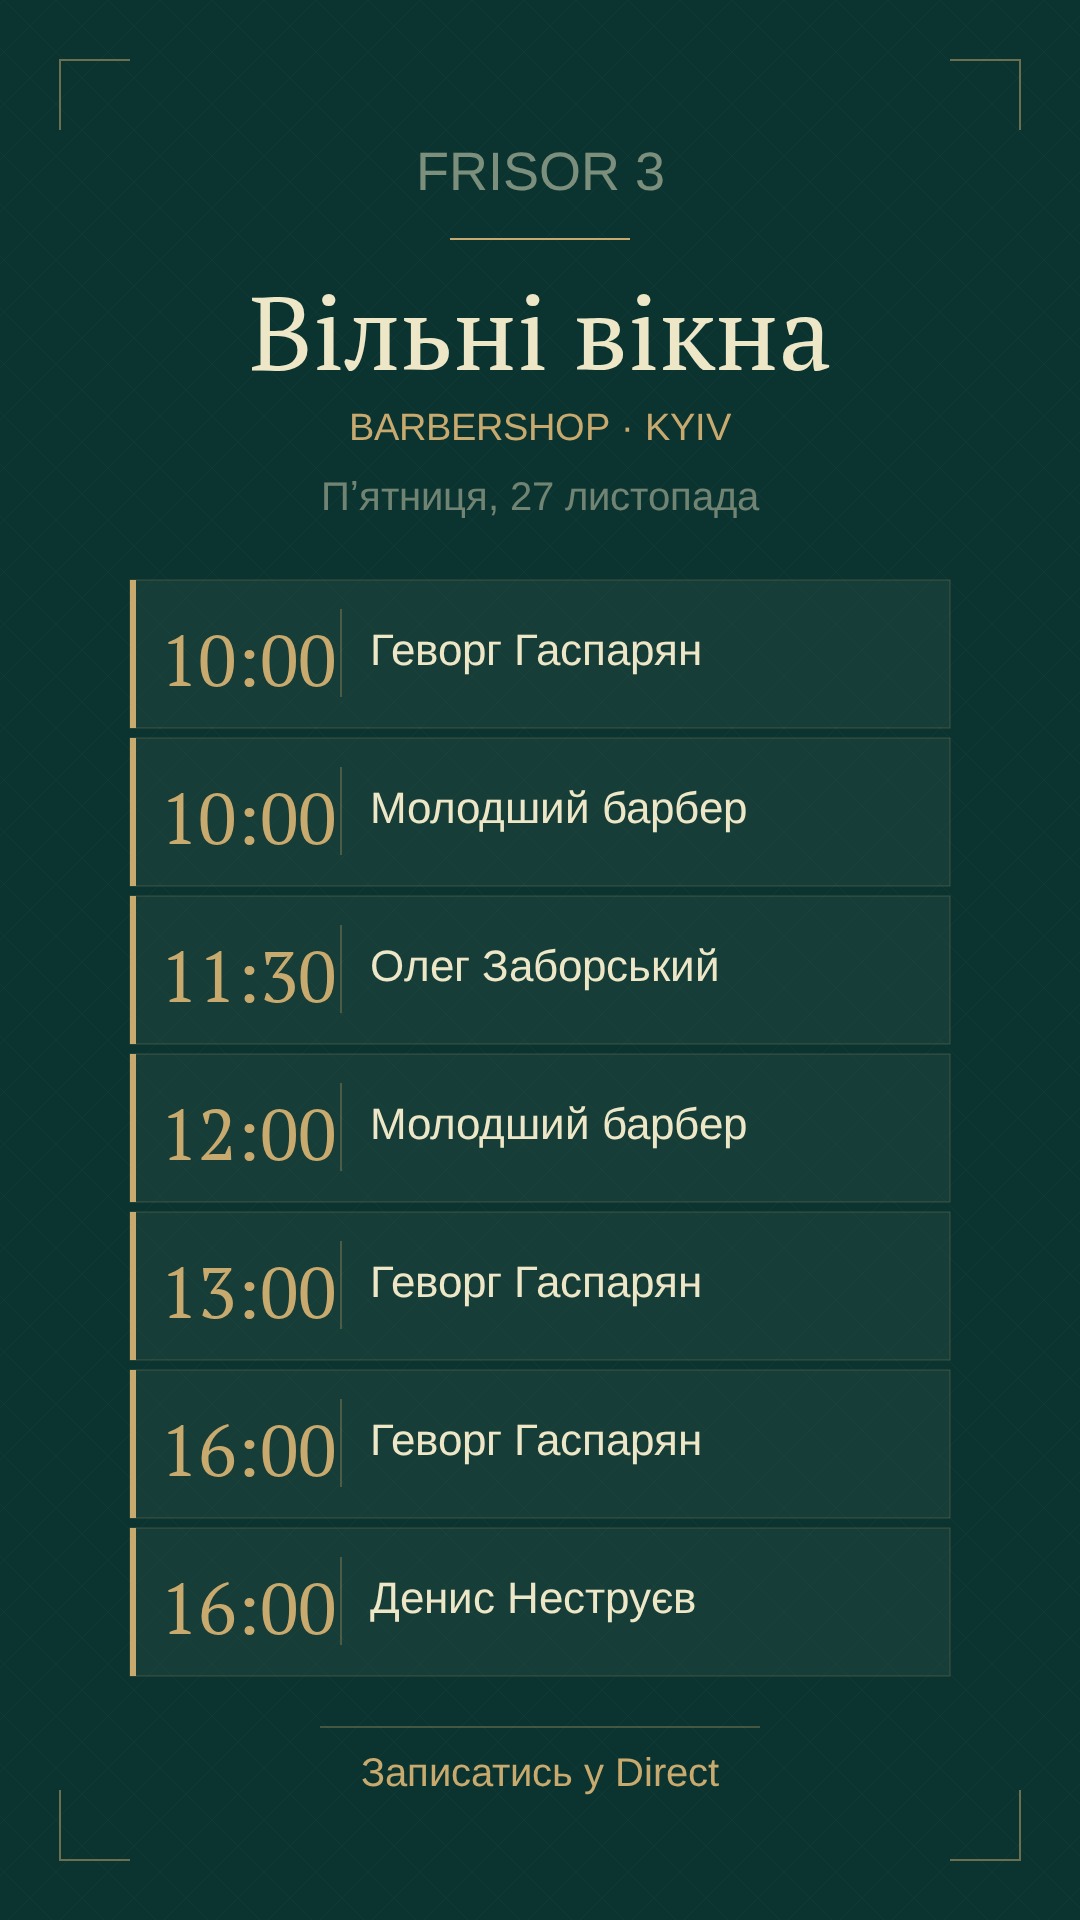 FRISOR 3
Вільні вікна
BARBERSHOP · KYIV
П’ятниця, 27 листопада
10:00 Геворг Гаспарян
10:00 Молодший барбер
11:30 Олег Заборський
12:00 Молодший барбер
13:00 Геворг Гаспарян
16:00 Геворг Гаспарян
16:00 Денис Неструєв
Записатись у Direct